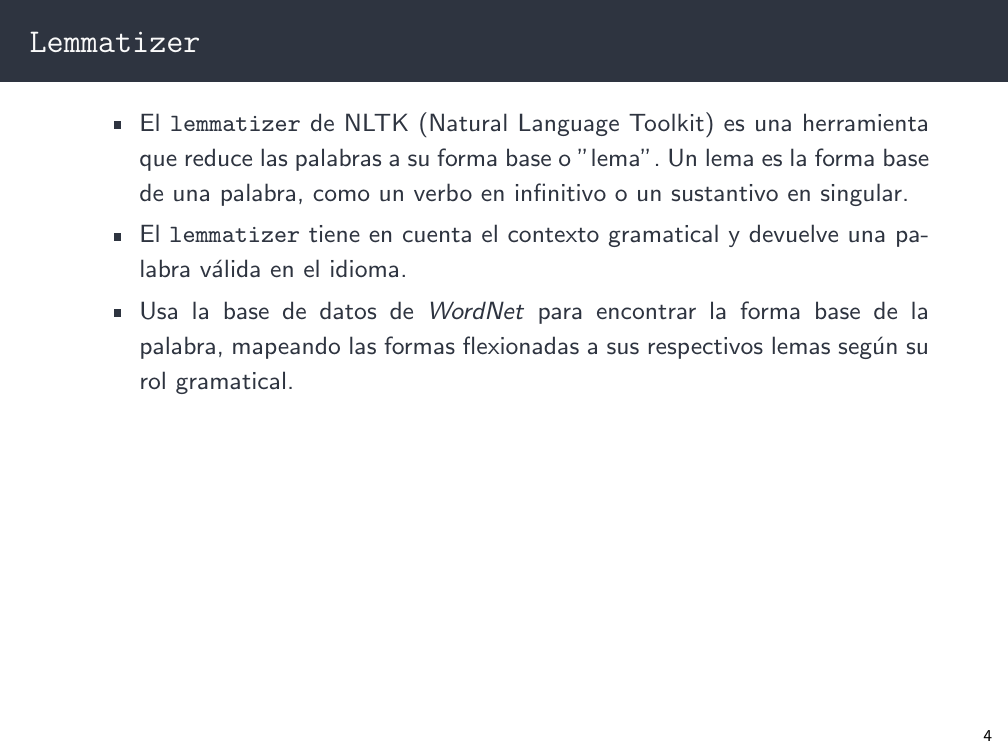 Lemmatizer
▪ El lemmatizer de NLTK (Natural Language Toolkit) es una herramienta
que reduce las palabras a su forma base o ”lema”. Un lema es la forma base
de una palabra, como un verbo en infinitivo o un sustantivo en singular.
▪ El lemmatizer tiene en cuenta el contexto gramatical y devuelve una pa-
labra válida en el idioma.
▪ Usa la base de datos de WordNet para encontrar la forma base de la
palabra, mapeando las formas flexionadas a sus respectivos lemas según su
rol gramatical.
4